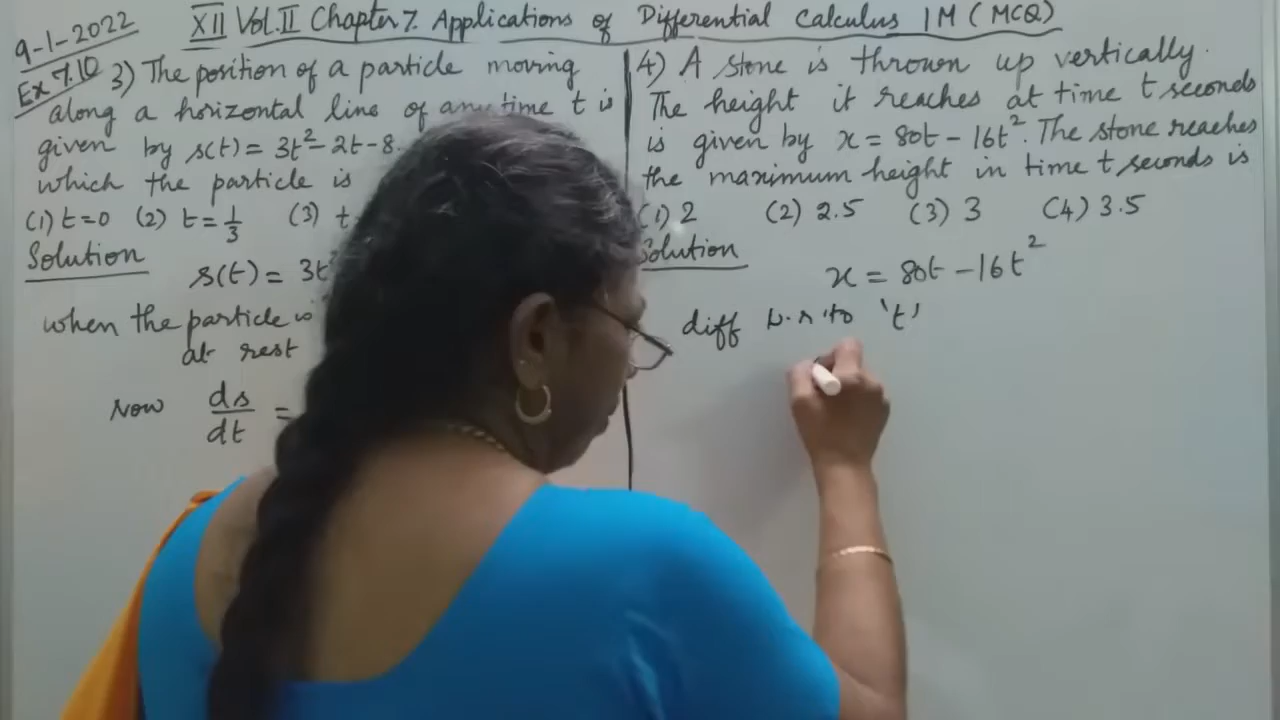 9-1-2022
XII Vol.II Chapter 7. Applications of Differential Calculus 1M (MCQ)
Ex 7.10
3) The position of a particle moving
along a horizontal line of any time t is
given by s(t) = 3t² - 2t - 8.
which the particle is
(1) t=0 (2) t=1/3 (3) t
Solution
s(t) = 3t
when the particle is
at rest
Now ds/dt =
4) A stone is thrown up vertically.
The height it reaches at time t seconds
is given by x = 80t - 16t². The stone reaches
the maximum height in time t seconds is
(1) 2 (2) 2.5 (3) 3 (4) 3.5
Solution
x = 80t - 16t²
diff w.r.to 't'